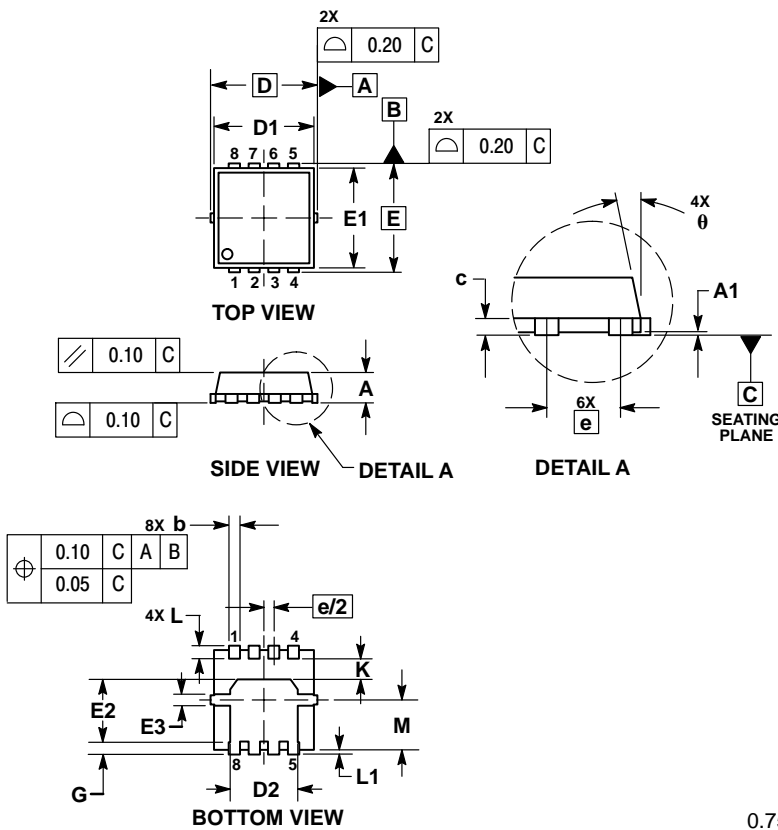 2X
⌓ 0.20 C
D
A
B
2X
⌓ 0.20 C
D1
8 7 6 5
E1
E
1 2 3 4
TOP VIEW
4X
θ
c
A1
// 0.10 C
A
⌓ 0.10 C
6X
e
C
SEATING
PLANE
SIDE VIEW
DETAIL A
DETAIL A
8X b
⌖ 0.10 C A B
0.05 C
e/2
4X L
1 4
K
E2
E3
M
8 5
G
D2
L1
BOTTOM VIEW